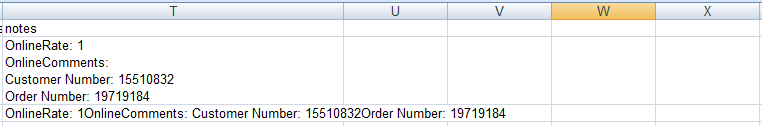 T U V W X
notes
OnlineRate: 1
OnlineComments:
Customer Number: 15510832
Order Number: 19719184
OnlineRate: 1OnlineComments: Customer Number: 15510832Order Number: 19719184